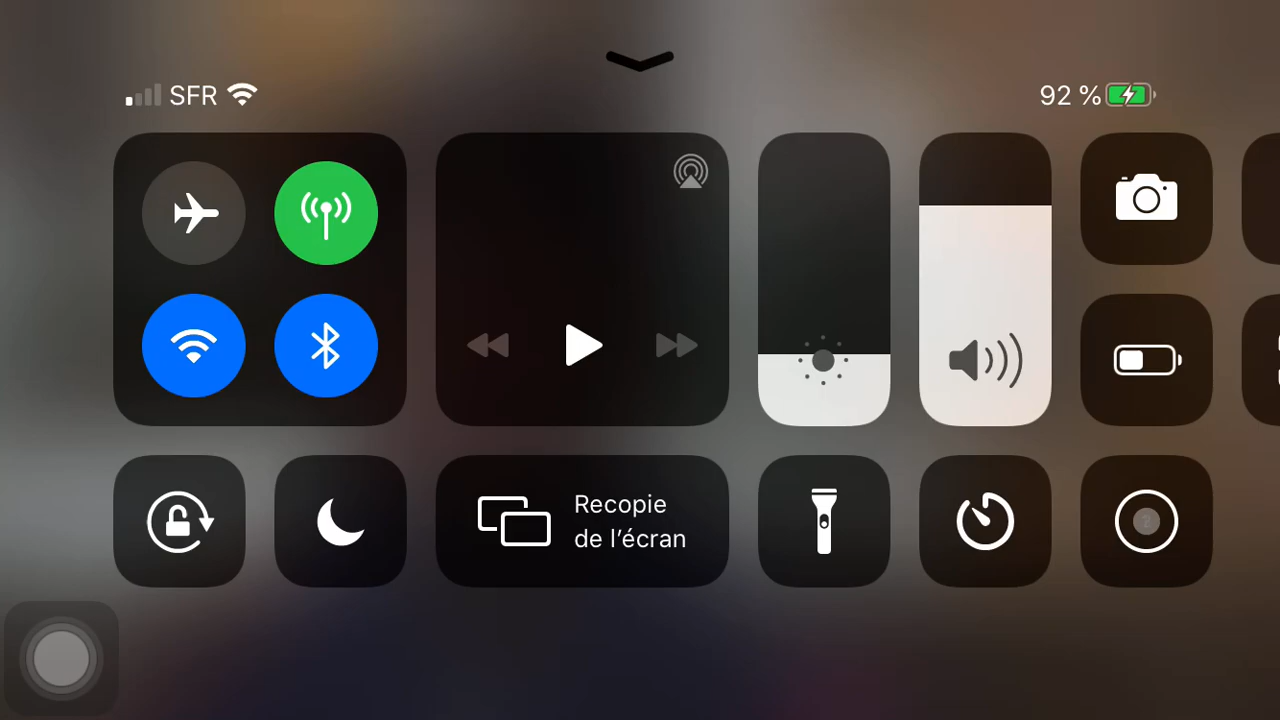 SFR
92 %
Recopie
de l’écran